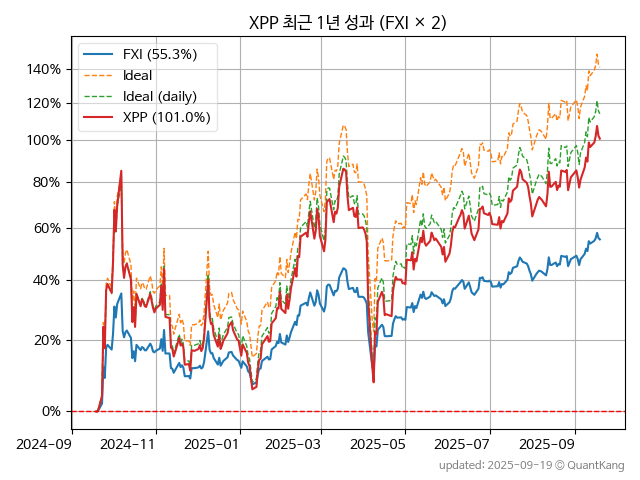 XPP 최근 1년 성과 (FXI × 2)
FXI (55.3%)
Ideal
Ideal (daily)
XPP (101.0%)
140%
120%
100%
80%
60%
40%
20%
0%
2024-09 2024-11 2025-01 2025-03 2025-05 2025-07 2025-09
updated: 2025-09-19 © QuantKang